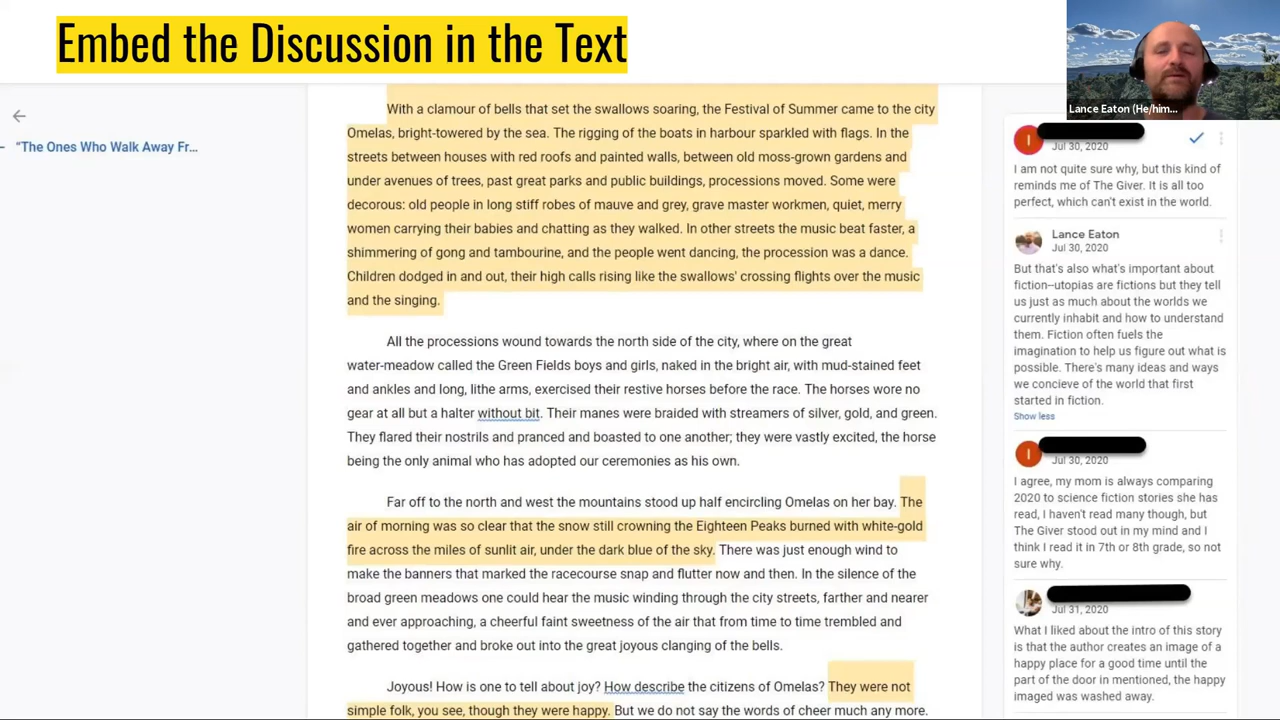 Embed the Discussion in the Text
Lance Eaton (He/him...
"The Ones Who Walk Away Fr...
With a clamour of bells that set the swallows soaring, the Festival of Summer came to the city
Omelas, bright-towered by the sea. The rigging of the boats in harbour sparkled with flags. In the
streets between houses with red roofs and painted walls, between old moss-grown gardens and
under avenues of trees, past great parks and public buildings, processions moved. Some were
decorous: old people in long stiff robes of mauve and grey, grave master workmen, quiet, merry
women carrying their babies and chatting as they walked. In other streets the music beat faster, a
shimmering of gong and tambourine, and the people went dancing, the procession was a dance.
Children dodged in and out, their high calls rising like the swallows' crossing flights over the music
and the singing.
All the processions wound towards the north side of the city, where on the great
water-meadow called the Green Fields boys and girls, naked in the bright air, with mud-stained feet
and ankles and long, lithe arms, exercised their restive horses before the race. The horses wore no
gear at all but a halter without bit. Their manes were braided with streamers of silver, gold, and green.
They flared their nostrils and pranced and boasted to one another; they were vastly excited, the horse
being the only animal who has adopted our ceremonies as his own.
Far off to the north and west the mountains stood up half encircling Omelas on her bay. The
air of morning was so clear that the snow still crowning the Eighteen Peaks burned with white-gold
fire across the miles of sunlit air, under the dark blue of the sky. There was just enough wind to
make the banners that marked the racecourse snap and flutter now and then. In the silence of the
broad green meadows one could hear the music winding through the city streets, farther and nearer
and ever approaching, a cheerful faint sweetness of the air that from time to time trembled and
gathered together and broke out into the great joyous clanging of the bells.
Joyous! How is one to tell about joy? How describe the citizens of Omelas? They were not
simple folk, you see, though they were happy. But we do not say the words of cheer much any more.
I
Jul 30, 2020
I am not quite sure why, but this kind of
reminds me of The Giver. It is all too
perfect, which can't exist in the world.
Lance Eaton
Jul 30, 2020
But that's also what's important about
fiction--utopias are fictions but they tell
us just as much about the worlds we
currently inhabit and how to understand
them. Fiction often fuels the
imagination to help us figure out what is
possible. There's many ideas and ways
we concieve of the world that first
started in fiction.
Show less
I
Jul 30, 2020
I agree, my mom is always comparing
2020 to science fiction stories she has
read, I haven't read many though, but
The Giver stood out in my mind and I
think I read it in 7th or 8th grade, so not
sure why.
Jul 31, 2020
What I liked about the intro of this story
is that the author creates an image of a
happy place for a good time until the
part of the door in mentioned, the happy
imaged was washed away.